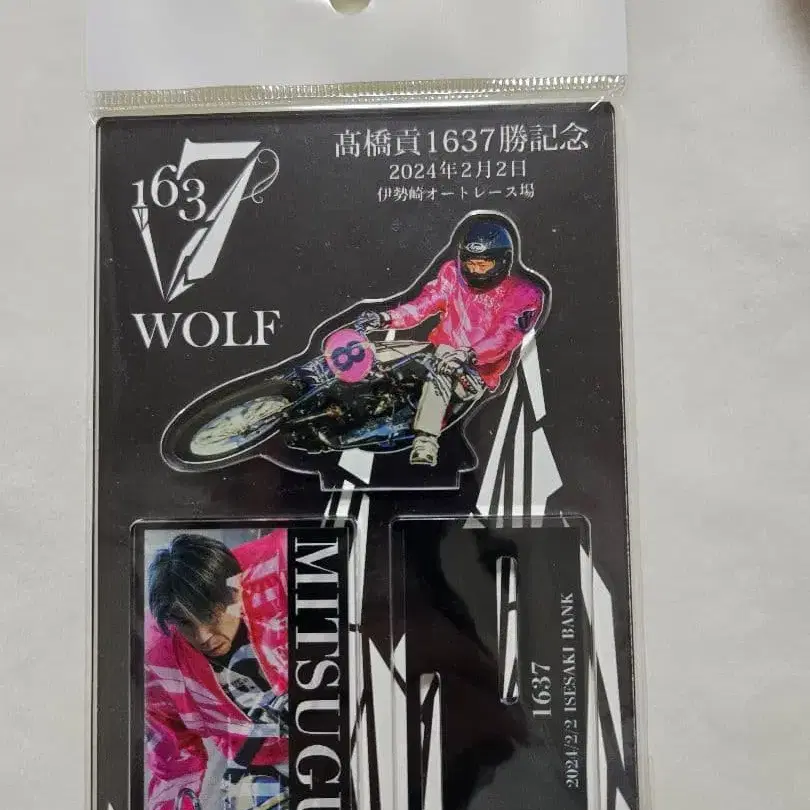 髙橋貢1637勝記念
2024年2月2日
伊勢崎オートレース場
1637
WOLF
8
MITSUGU
1637
2024/2/2 ISESAKI BANK